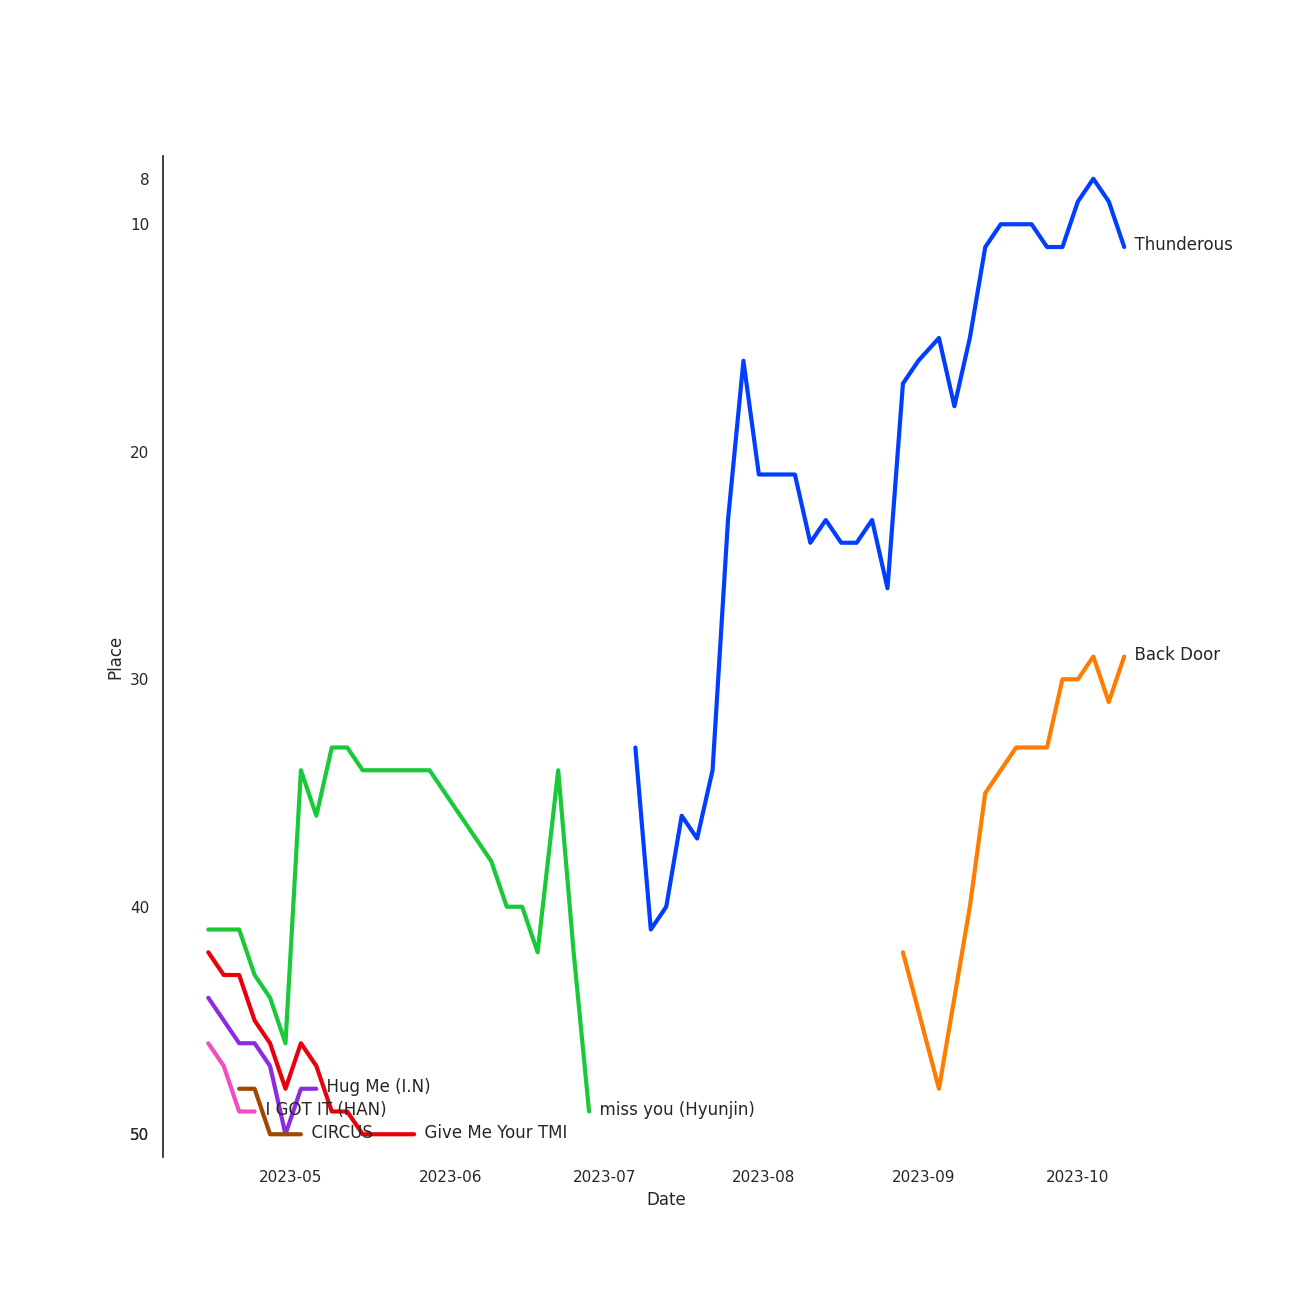 8
10
Thunderous
20
Place
30
Back Door
40
Hug Me (I.N)
I GOT IT (HAN)
miss you (Hyunjin)
50
CIRCUS
Give Me Your TMI
2023-05
2023-06
2023-07
2023-08
2023-09
2023-10
Date